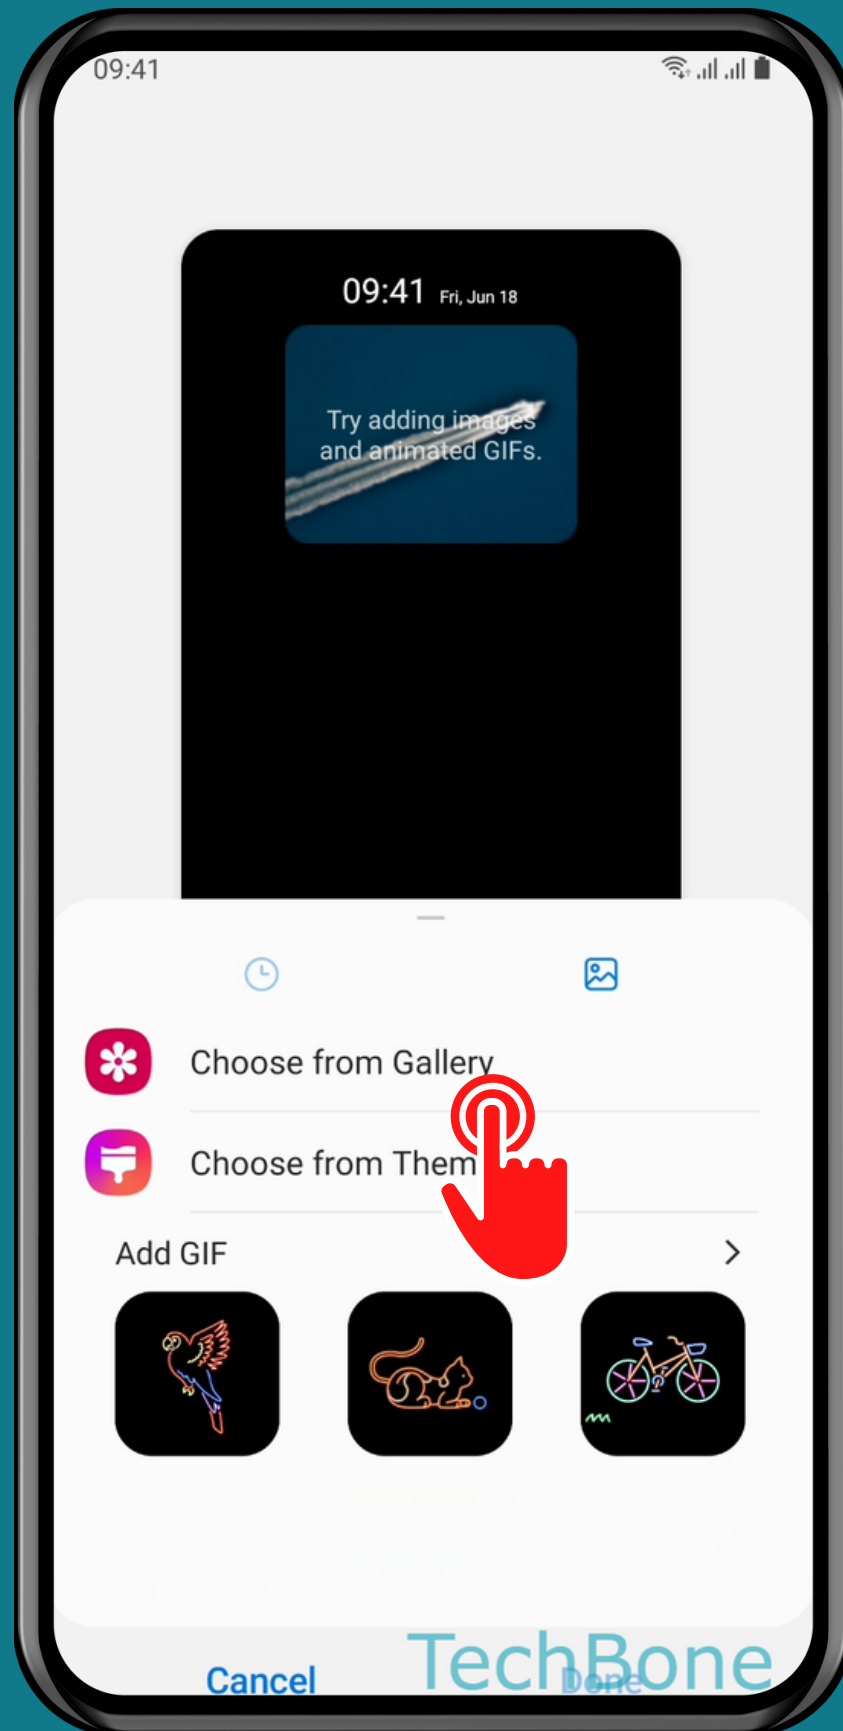 09:41
09:41 Fri, Jun 18
Try adding images
and animated GIFs.
Choose from Gallery
Choose from Them
Add GIF
Cancel
Done
TechBone